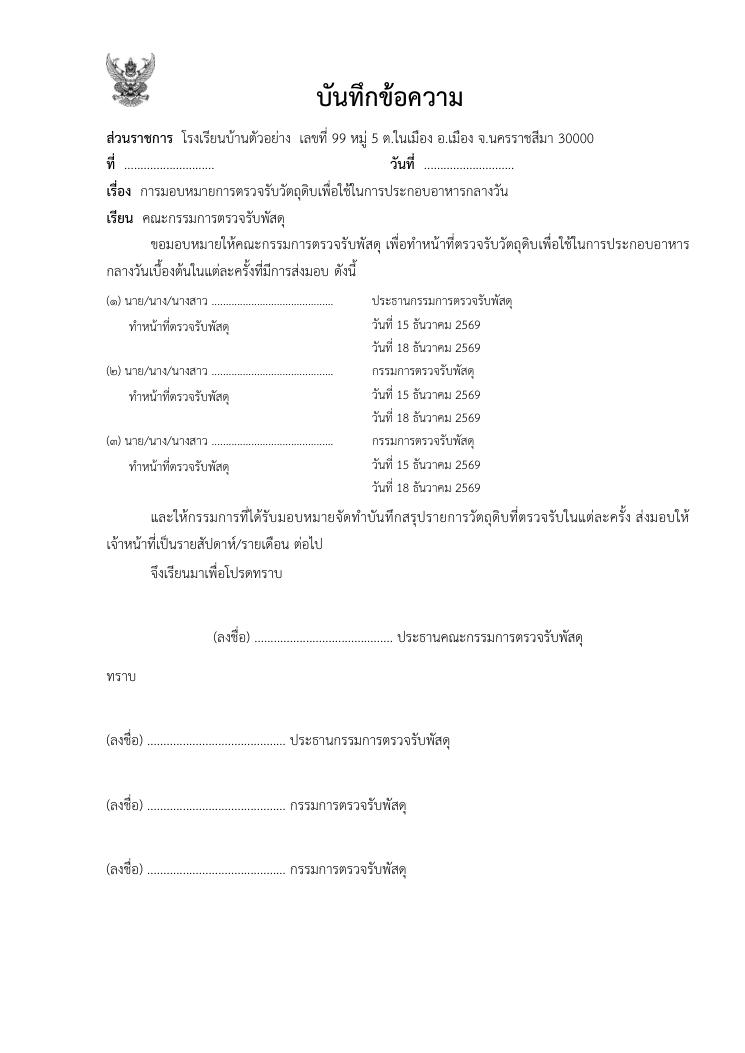 บันทึกข้อความ
ส่วนราชการ โรงเรียนบ้านตัวอย่าง เลขที่ 99 หมู่ 5 ต.ในเมือง อ.เมือง จ.นครราชสีมา 30000
ที่ ............................ วันที่ ............................
เรื่อง การมอบหมายการตรวจรับวัตถุดิบเพื่อใช้ในการประกอบอาหารกลางวัน
เรียน คณะกรรมการตรวจรับพัสดุ
ขอมอบหมายให้คณะกรรมการตรวจรับพัสดุ เพื่อทำหน้าที่ตรวจรับวัตถุดิบเพื่อใช้ในการประกอบอาหาร
กลางวันเบื้องต้นในแต่ละครั้งที่มีการส่งมอบ ดังนี้
(๑) นาย/นาง/นางสาว ........................................... ประธานกรรมการตรวจรับพัสดุ
ทำหน้าที่ตรวจรับพัสดุ วันที่ 15 ธันวาคม 2569
วันที่ 18 ธันวาคม 2569
(๒) นาย/นาง/นางสาว ........................................... กรรมการตรวจรับพัสดุ
ทำหน้าที่ตรวจรับพัสดุ วันที่ 15 ธันวาคม 2569
วันที่ 18 ธันวาคม 2569
(๓) นาย/นาง/นางสาว ........................................... กรรมการตรวจรับพัสดุ
ทำหน้าที่ตรวจรับพัสดุ วันที่ 15 ธันวาคม 2569
วันที่ 18 ธันวาคม 2569
และให้กรรมการที่ได้รับมอบหมายจัดทำบันทึกสรุปรายการวัตถุดิบที่ตรวจรับในแต่ละครั้ง ส่งมอบให้
เจ้าหน้าที่เป็นรายสัปดาห์/รายเดือน ต่อไป
จึงเรียนมาเพื่อโปรดทราบ
(ลงชื่อ) ........................................... ประธานคณะกรรมการตรวจรับพัสดุ
ทราบ
(ลงชื่อ) ........................................... ประธานกรรมการตรวจรับพัสดุ
(ลงชื่อ) ........................................... กรรมการตรวจรับพัสดุ
(ลงชื่อ) ........................................... กรรมการตรวจรับพัสดุ